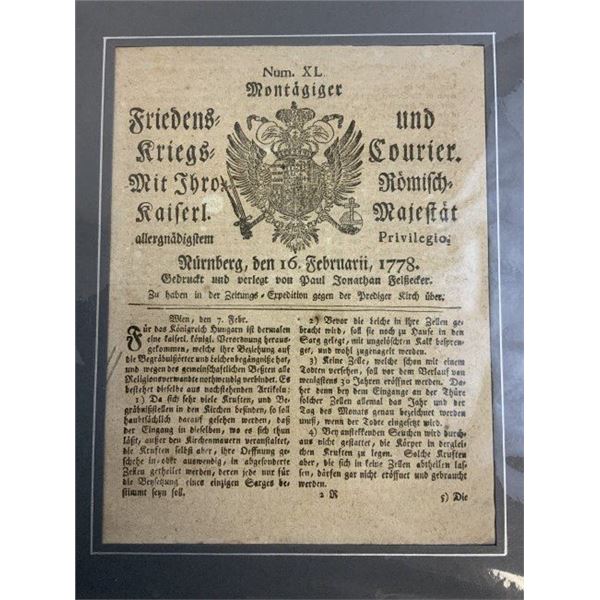 Num. XL.
Montägiger
Friedens- und
Kriegs- Courier.
Mit Ihro Römisch-
Kaiserl. Majestät
allergnädigstem Privilegio.
Nürnberg, den 16. Februarii, 1778.
Gedruckt und verlegt von Paul Jonathan Felßecker.
Zu haben in der Zeitungs-Expedition gegen der Prediger Kirch über.
Wien, den 7. Febr.
Für das Königreich Hungarn ist dermalen
eine kaiserl. königl. Verordnung heraus-
gekommen, welche ihre Beziehung auf
die Begräbnißörter und Leichenbegängnisse hat,
und wegen des gemeinschaftlichen Besten alle
Religionsverwandte nothwendig verbindet. Es
bestehet dieselbe aus nachstehenden Artikeln:
1) Da sich sehr viele Kruften, und Be-
gräbnißstellen in den Kirchen befinden, so soll
hauptsächlich darauf gesehen werden, daß
der Eingang in dieselben, wo es sich thun
läßt, ausser den Kirchenmauern veranstaltet,
die Kruften selbst aber, ihre Oeffnung ge-
schehe in- oder auswendig, in abgesonderte
Zellen getheilet werden, deren jede nur für
die Beysetzung eines einzigen Sarges be-
stimmt seyn soll.
2) Bevor die Leiche in ihre Zellen ge-
bracht wird, soll sie noch zu Hause in den
Sarg gelegt, mit ungelöschten Kalk bespren-
get, und wohl zugenagelt werden.
3) Keine Zelle, welche schon mit einem
Todten versehen, soll vor dem Verlauf von
wenigstens 30 Jahren eröffnet werden. Da-
her denn bey dem Eingange an der Thüre
solcher Zellen allemal das Jahr und der
Tag des Monats genau bezeichnet werden
muß, wenn der Todte eingesetzt wird.
4) Bey ansteckenden Seuchen wird durch-
aus nicht gestattet, die Körper in dergleichen
Kruften zu legen. Solche Kruften
aber, die sich in keine Zellen abtheilen las-
sen, dürfen gar nicht eröffnet und gebraucht
werden.
2 R 5) Die